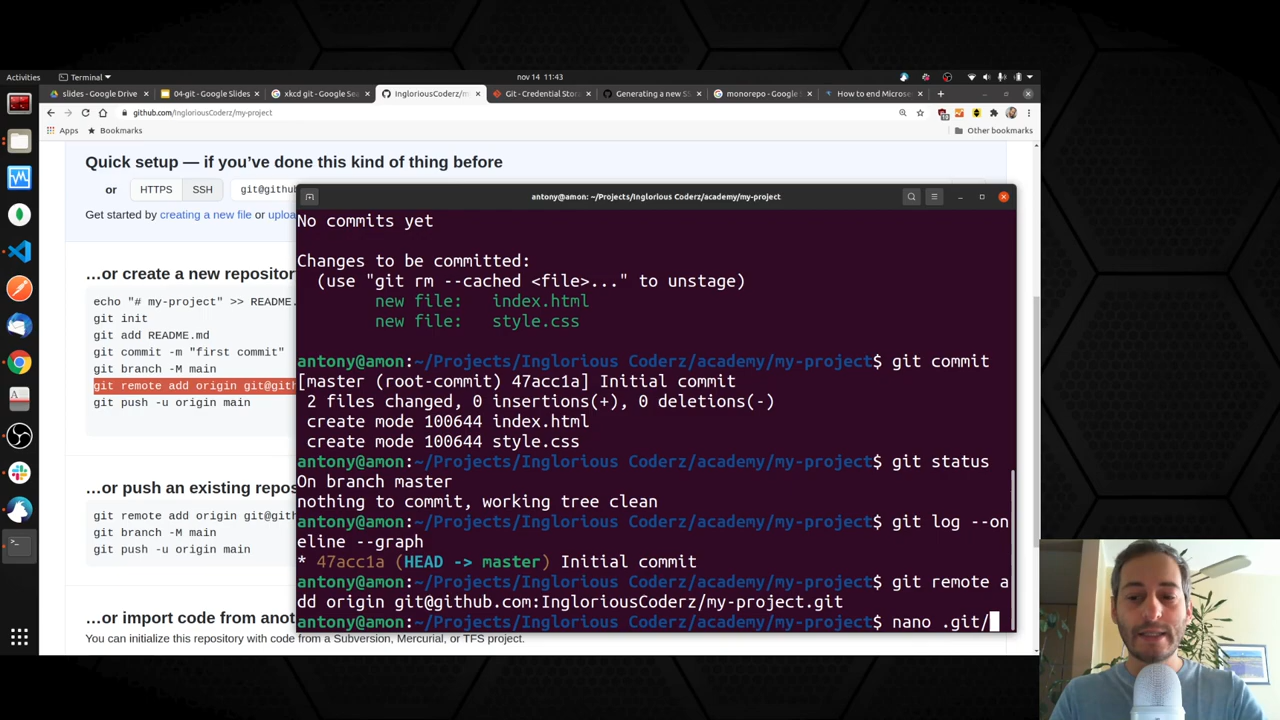 Activities
Terminal
nov 14 11:43
slides - Google Drive
04-git - Google Slides
xkcd git - Google Sea
IngloriousCoderz/m
Git - Credential Stora
Generating a new SS
monorepo - Google
How to end Microse
github.com/IngloriousCoderz/my-project
Apps
Bookmarks
Other bookmarks
Quick setup — if you've done this kind of thing before
or
HTTPS
SSH
git@github
Get started by creating a new file or uploa
…or create a new repositor
echo "# my-project" >> README.
git init
git add README.md
git commit -m "first commit"
git branch -M main
git remote add origin git@gith
git push -u origin main
…or push an existing repos
git remote add origin git@gith
git branch -M main
git push -u origin main
…or import code from anot
You can initialize this repository with code from a Subversion, Mercurial, or TFS project.
antony@amon: ~/Projects/Inglorious Coderz/academy/my-project
No commits yet
Changes to be committed:
(use "git rm --cached <file>..." to unstage)
new file: index.html
new file: style.css
antony@amon:~/Projects/Inglorious Coderz/academy/my-project$ git commit
[master (root-commit) 47acc1a] Initial commit
2 files changed, 0 insertions(+), 0 deletions(-)
create mode 100644 index.html
create mode 100644 style.css
antony@amon:~/Projects/Inglorious Coderz/academy/my-project$ git status
On branch master
nothing to commit, working tree clean
antony@amon:~/Projects/Inglorious Coderz/academy/my-project$ git log --on
eline --graph
* 47acc1a (HEAD -> master) Initial commit
antony@amon:~/Projects/Inglorious Coderz/academy/my-project$ git remote a
dd origin git@github.com:IngloriousCoderz/my-project.git
antony@amon:~/Projects/Inglorious Coderz/academy/my-project$ nano .git/